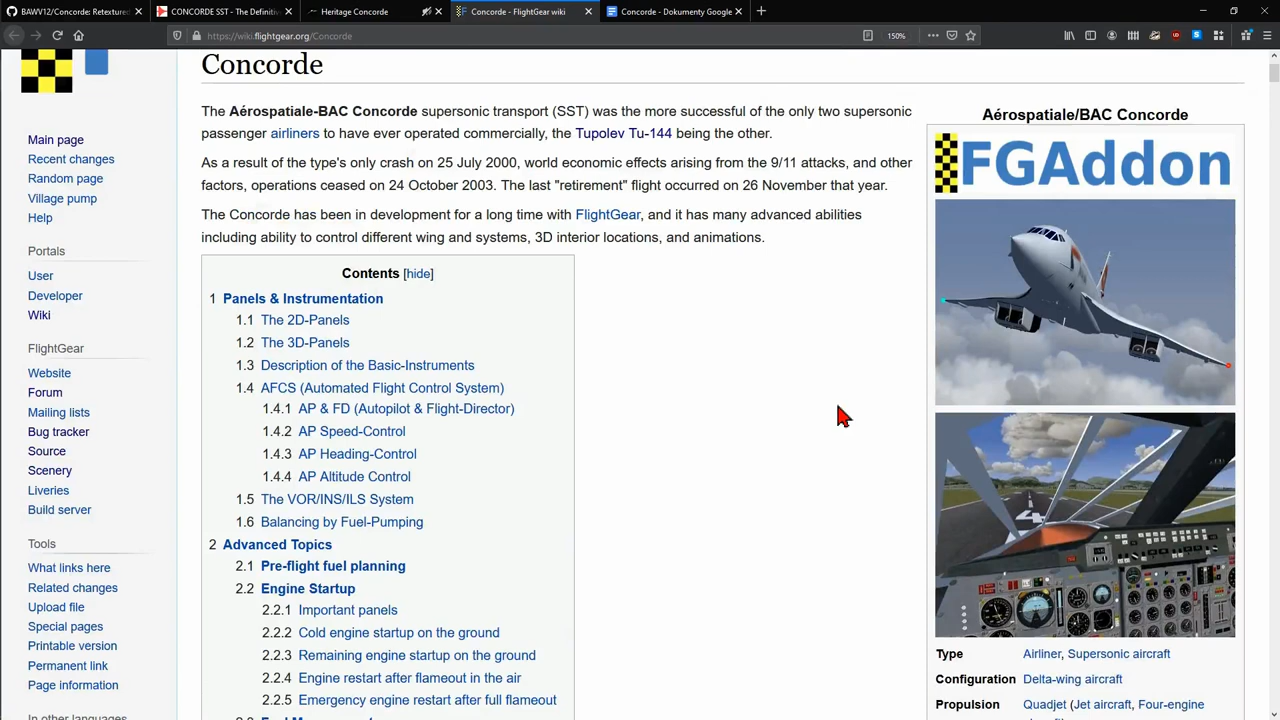 BAWV12/Concorde: Retextured
CONCORDE SST - The Definitiv
Heritage Concorde
Concorde - FlightGear wiki
Concorde - Dokumenty Google
https://wiki.flightgear.org/Concorde
150%
Concorde
The Aérospatiale-BAC Concorde supersonic transport (SST) was the more successful of the only two supersonic
passenger airliners to have ever operated commercially, the Tupolev Tu-144 being the other.
As a result of the type's only crash on 25 July 2000, world economic effects arising from the 9/11 attacks, and other
factors, operations ceased on 24 October 2003. The last "retirement" flight occurred on 26 November that year.
The Concorde has been in development for a long time with FlightGear, and it has many advanced abilities
including ability to control different wing and systems, 3D interior locations, and animations.
Main page
Recent changes
Random page
Village pump
Help
Portals
User
Developer
Wiki
FlightGear
Website
Forum
Mailing lists
Bug tracker
Source
Scenery
Liveries
Build server
Tools
What links here
Related changes
Upload file
Special pages
Printable version
Permanent link
Page information
In other languages
Contents [hide]
1 Panels & Instrumentation
1.1 The 2D-Panels
1.2 The 3D-Panels
1.3 Description of the Basic-Instruments
1.4 AFCS (Automated Flight Control System)
1.4.1 AP & FD (Autopilot & Flight-Director)
1.4.2 AP Speed-Control
1.4.3 AP Heading-Control
1.4.4 AP Altitude Control
1.5 The VOR/INS/ILS System
1.6 Balancing by Fuel-Pumping
2 Advanced Topics
2.1 Pre-flight fuel planning
2.2 Engine Startup
2.2.1 Important panels
2.2.2 Cold engine startup on the ground
2.2.3 Remaining engine startup on the ground
2.2.4 Engine restart after flameout in the air
2.2.5 Emergency engine restart after full flameout
Aérospatiale/BAC Concorde
FGAddon
Type Airliner, Supersonic aircraft
Configuration Delta-wing aircraft
Propulsion Quadjet (Jet aircraft, Four-engine